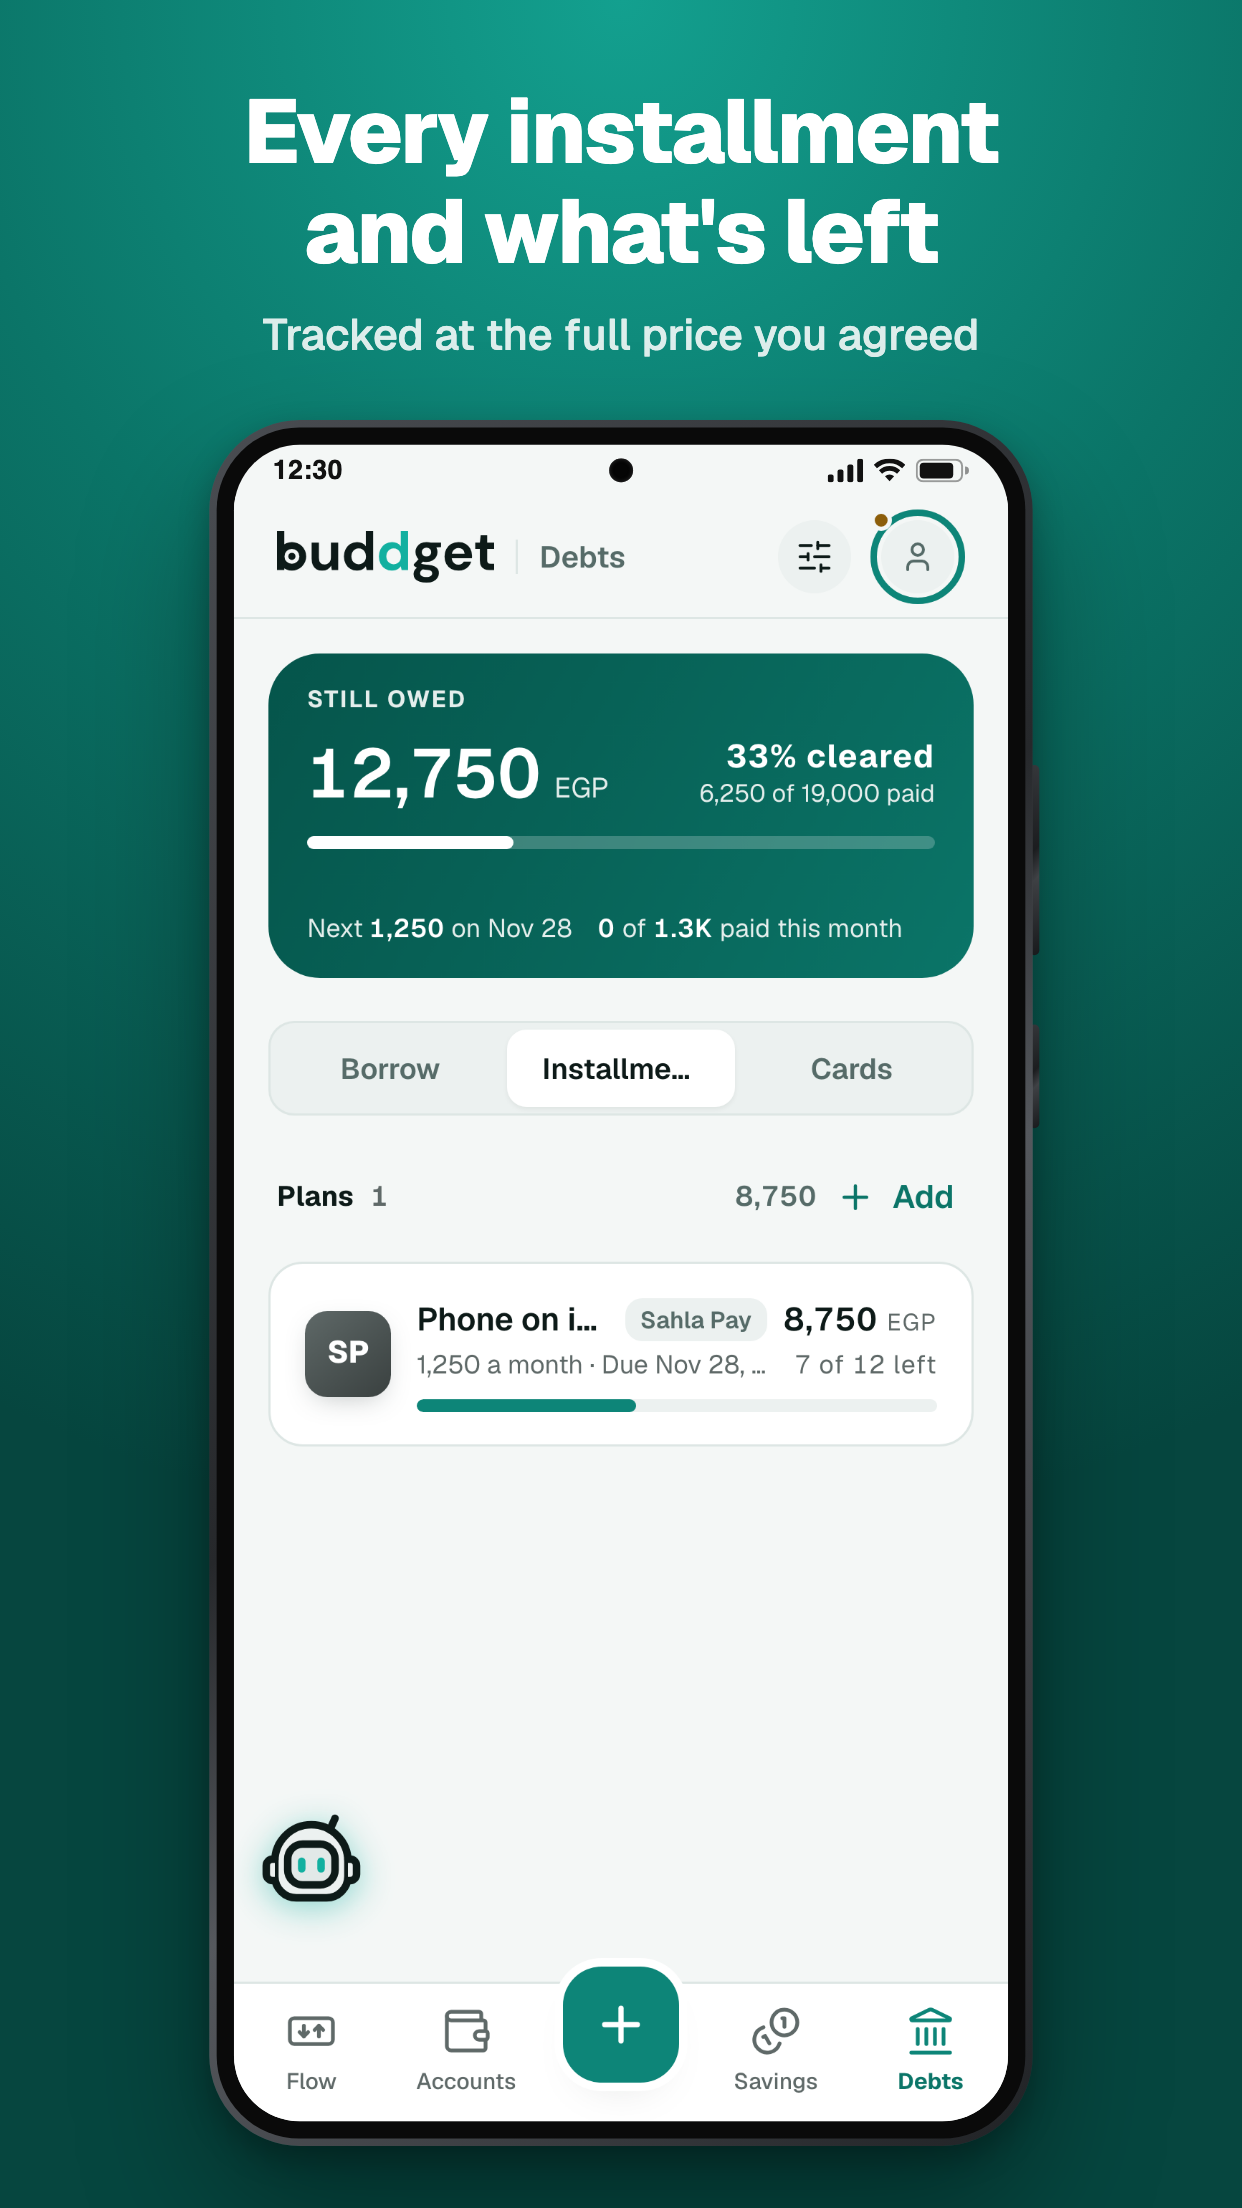 Every installment
and what's left
Tracked at the full price you agreed
12:30
buddget
Debts
STILL OWED
12,750 EGP
33% cleared
6,250 of 19,000 paid
Next 1,250 on Nov 28 0 of 1.3K paid this month
Borrow
Installme...
Cards
Plans 1
8,750
+ Add
SP
Phone on i...
Sahla Pay
8,750 EGP
1,250 a month · Due Nov 28, ...
7 of 12 left
Flow
Accounts
Savings
Debts